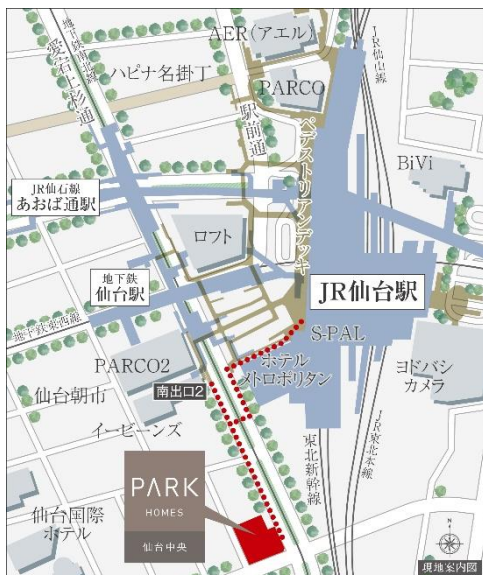 JR仙山線
地下鉄南北線
愛宕上杉通
AER(アエル)
ハピナ名掛丁
PARCO
駅前通
ペデストリアンデッキ
BiVi
JR仙石線
あおば通駅
ロフト
地下鉄
仙台駅
JR仙台駅
地下鉄東西線
S-PAL
PARCO2
ホテル
メトロポリタン
ヨドバシ
カメラ
南出口2
仙台朝市
イービーンズ
東北新幹線
JR東北本線
PARK
HOMES
仙台中央
仙台国際
ホテル
N
現地案内図